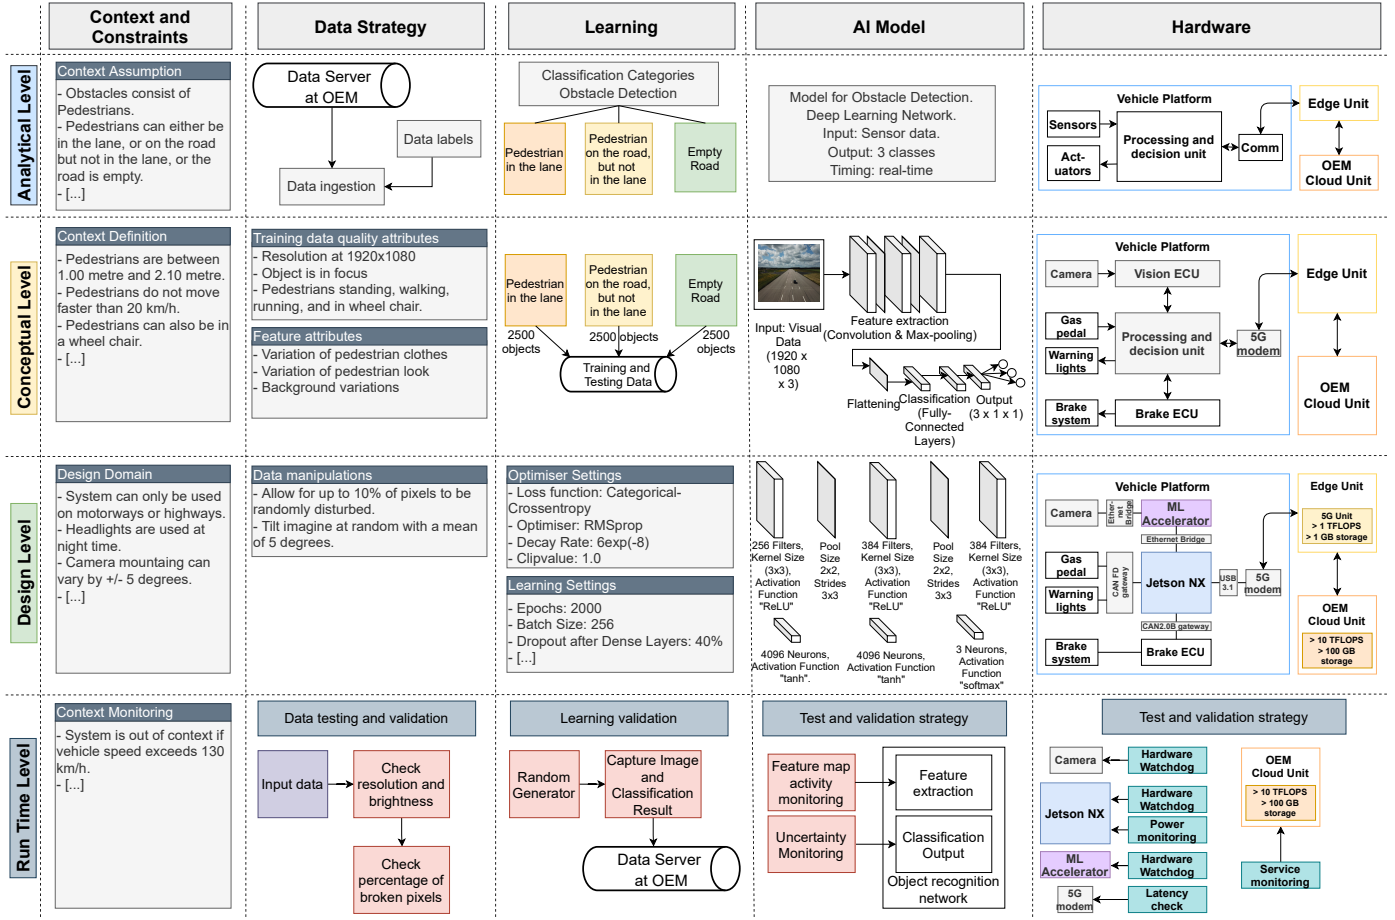 Context and
Constraints
Data Strategy
Learning
AI Model
Hardware
Analytical Level
Context Assumption
- Obstacles consist of
Pedestrians.
- Pedestrians can either be
in the lane, or on the road
but not in the lane, or the
road is empty.
- [...]
Data Server
at OEM
Data labels
Data ingestion
Classification Categories
Obstacle Detection
Pedestrian
in the lane
Pedestrian
on the road,
but not
in the lane
Empty
Road
Model for Obstacle Detection.
Deep Learning Network.
Input: Sensor data.
Output: 3 classes
Timing: real-time
Vehicle Platform
Sensors
Act-
uators
Processing and
decision unit
Comm
Edge Unit
OEM
Cloud Unit
Conceptual Level
Context Definition
- Pedestrians are between
1.00 metre and 2.10 metre.
- Pedestrians do not move
faster than 20 km/h.
- Pedestrians can also be in
a wheel chair.
- [...]
Training data quality attributes
- Resolution at 1920x1080
- Object is in focus
- Pedestrians standing, walking,
running, and in wheel chair.
Feature attributes
- Variation of pedestrian clothes
- Variation of pedestrian look
- Background variations
Pedestrian
in the lane
Pedestrian
on the road,
but not
in the lane
Empty
Road
2500
objects
2500 objects
2500
objects
Training and
Testing Data
Input: Visual
Data
(1920 x
1080
x 3)
Feature extraction
(Convolution & Max-pooling)
Flattening
Classification
(Fully-
Connected
Layers)
Output
(3 x 1 x 1)
Vehicle Platform
Camera
Vision ECU
Gas
pedal
Warning
lights
Processing and
decision unit
5G
modem
Brake
system
Brake ECU
Edge Unit
OEM
Cloud Unit
Design Level
Design Domain
- System can only be used
on motorways or highways.
- Headlights are used at
night time.
- Camera mountaing can
vary by +/- 5 degrees.
- [...]
Data manipulations
- Allow for up to 10% of pixels to be
randomly disturbed.
- Tilt imagine at random with a mean
of 5 degrees.
Optimiser Settings
- Loss function: Categorical-
Crossentropy
- Optimiser: RMSprop
- Decay Rate: 6exp(-8)
- Clipvalue: 1.0
Learning Settings
- Epochs: 2000
- Batch Size: 256
- Dropout after Dense Layers: 40%
- [...]
256 Filters,
Kernel Size
(3x3),
Activation
Function
"ReLU"
Pool
Size
2x2,
Strides
3x3
384 Filters,
Kernel Size
(3x3),
Activation
Function
"ReLU"
Pool
Size
2x2,
Strides
3x3
384 Filters,
Kernel Size
(3x3),
Activation
Function
"ReLU"
4096 Neurons,
Activation Function
"tanh".
4096 Neurons,
Activation Function
"tanh"
3 Neurons,
Activation
Function
"softmax"
Vehicle Platform
Camera
Ether-
net
Bridge
ML
Accelerator
Ethernet Bridge
Gas
pedal
Warning
lights
CAN FD
gateway
Jetson NX
USB
3.1
5G
modem
CAN2.0B gateway
Brake
system
Brake ECU
Edge Unit
5G Unit
> 1 TFLOPS
> 1 GB storage
OEM
Cloud Unit
> 10 TFLOPS
> 100 GB
storage
Run Time Level
Context Monitoring
- System is out of context if
vehicle speed exceeds 130
km/h.
- [...]
Data testing and validation
Input data
Check
resolution and
brightness
Check
percentage of
broken pixels
Learning validation
Random
Generator
Capture Image
and
Classification
Result
Data Server
at OEM
Test and validation strategy
Feature map
activity
monitoring
Feature
extraction
Uncertainty
Monitoring
Classification
Output
Object recognition
network
Test and validation strategy
Camera
Hardware
Watchdog
Jetson NX
Hardware
Watchdog
Power
monitoring
ML
Accelerator
Hardware
Watchdog
5G
modem
Latency
check
OEM
Cloud Unit
> 10 TFLOPS
> 100 GB
storage
Service
monitoring